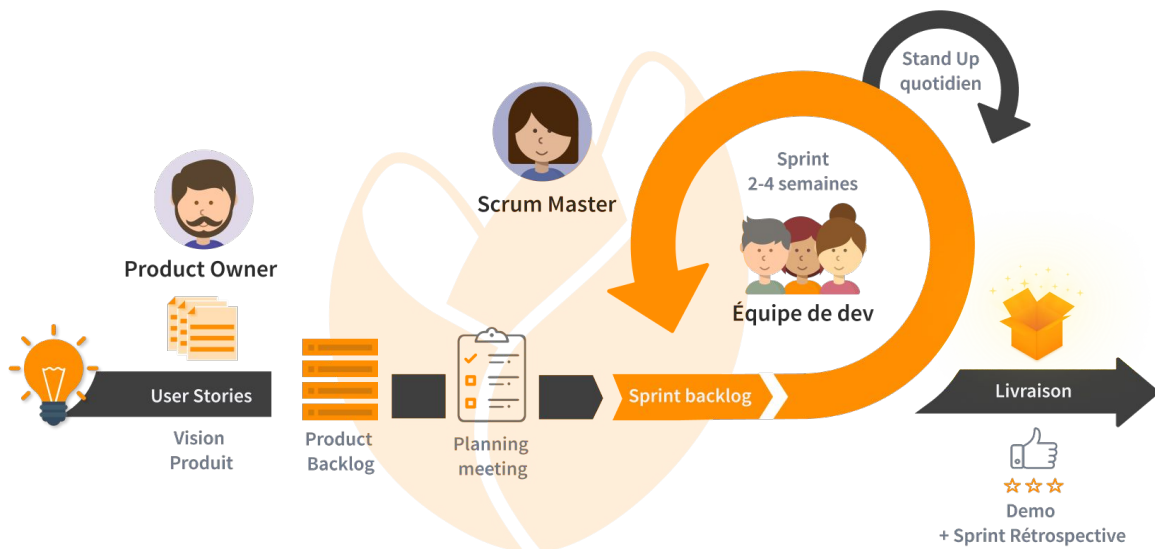 Stand Up
quotidien
Sprint
2-4 semaines
Scrum Master
Product Owner
Équipe de dev
User Stories
Sprint backlog
Livraison
Vision
Produit
Product
Backlog
Planning
meeting
Demo
+ Sprint Rétrospective